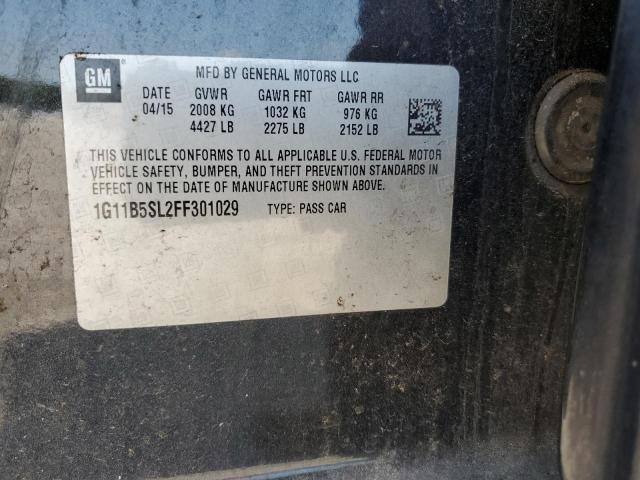 GM ® MFD BY GENERAL MOTORS LLC
DATE GVWR GAWR FRT GAWR RR
04/15 2008 KG 1032 KG 976 KG
4427 LB 2275 LB 2152 LB
THIS VEHICLE CONFORMS TO ALL APPLICABLE U.S. FEDERAL MOTOR
VEHICLE SAFETY, BUMPER, AND THEFT PREVENTION STANDARDS IN
EFFECT ON THE DATE OF MANUFACTURE SHOWN ABOVE.
1G11B5SL2FF301029 TYPE: PASS CAR